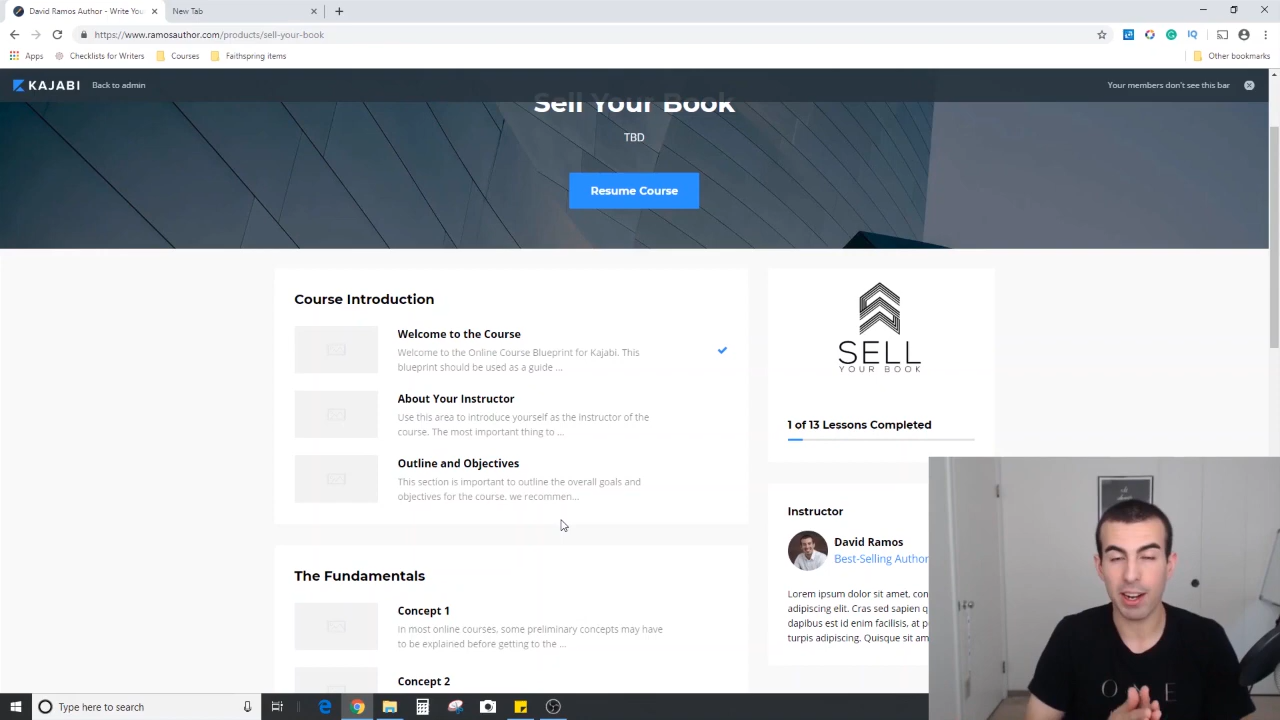 David Ramos Author - Write You
New Tab
https://www.ramosauthor.com/products/sell-your-book
Apps
Checklists for Writers
Courses
Faithspring items
Other bookmarks
KAJABI
Back to admin
Your members don't see this bar
Sell Your Book
TBD
Resume Course
Course Introduction
Welcome to the Course
Welcome to the Online Course Blueprint for Kajabi. This
blueprint should be used as a guide ...
About Your Instructor
Use this area to introduce yourself as the instructor of the
course. The most important thing to ...
Outline and Objectives
This section is important to outline the overall goals and
objectives for the course. we recommen...
The Fundamentals
Concept 1
In most online courses, some preliminary concepts may have
to be explained before getting to the ...
Concept 2
SELL
YOUR BOOK
1 of 13 Lessons Completed
Instructor
David Ramos
Best-Selling Author
Lorem ipsum dolor sit amet, con
adipiscing elit. Cras sed sapien q
dapibus est id enim facilisis, at p
turpis adipiscing. Quisque sit am
O N E
Type here to search